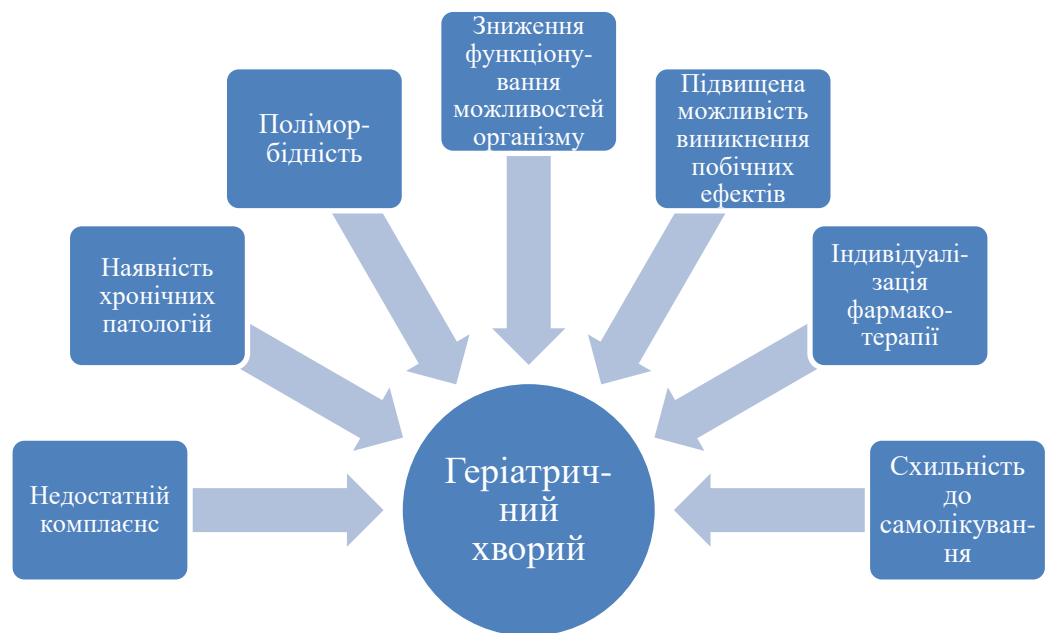 Зниження
функціону-
вання
можливостей
організму
Підвищена
можливість
виникнення
побічних
ефектів
Полімор-
бідність
Індивідуалі-
зація
фармако-
терапії
Наявність
хронічних
патологій
Геріатрич-
ний
хворий
Схильність
до
самолікуван-
ня
Недостатній
комплаєнс